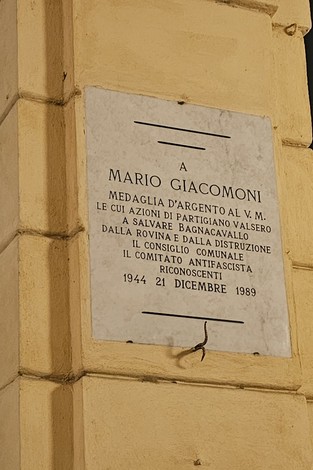 A
MARIO GIACOMONI
MEDAGLIA D'ARGENTO AL V. M.
LE CUI AZIONI DI PARTIGIANO VALSERO
A SALVARE BAGNACAVALLO
DALLA ROVINA E DALLA DISTRUZIONE
IL CONSIGLIO COMUNALE
IL COMITATO ANTIFASCISTA
RICONOSCENTI
1944 21 DICEMBRE 1989